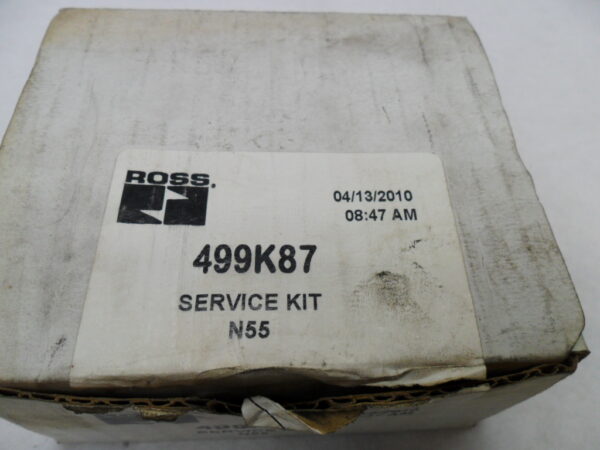 ROSS.
04/13/2010
08:47 AM
499K87
SERVICE KIT
N55